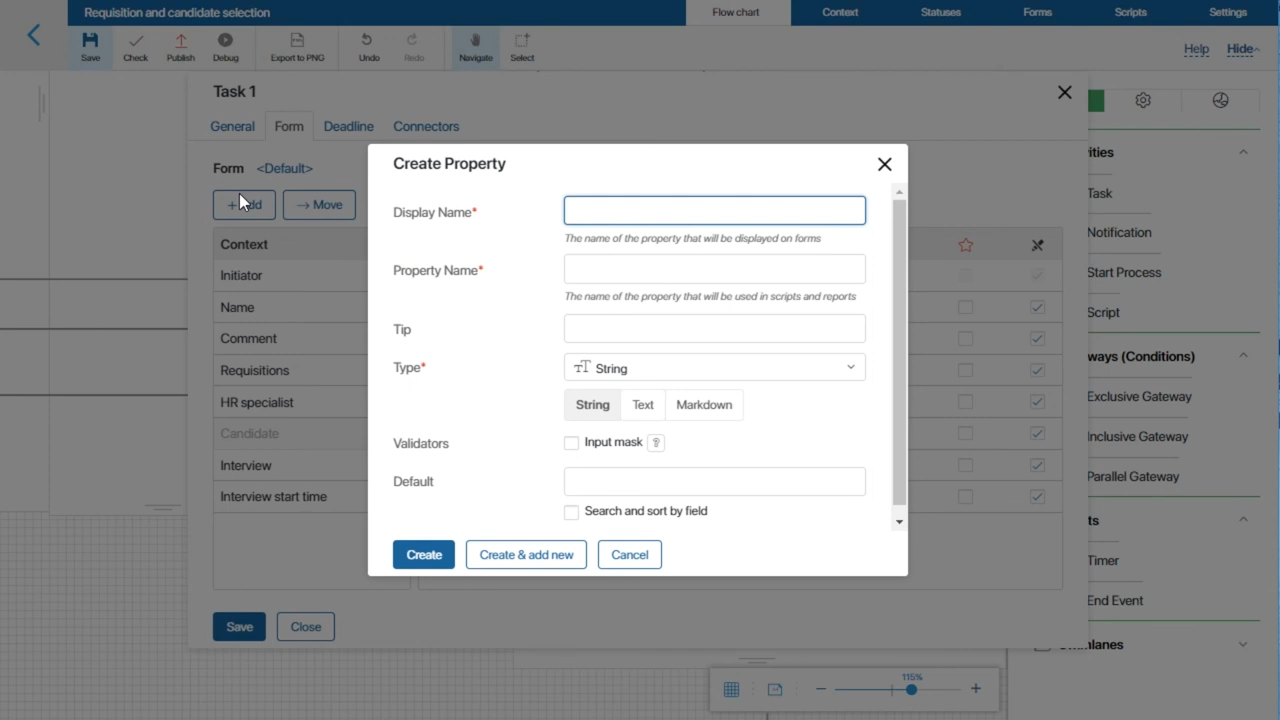 Requisition and candidate selection
Flow chart
Context
Statuses
Forms
Scripts
Settings
Save
Check
Publish
Debug
Export to PNG
Undo
Redo
Navigate
Select
Help
Hide
Task 1
General
Form
Deadline
Connectors
Form <Default>
Move
Context
Initiator
Name
Comment
Requisitions
HR specialist
Candidate
Interview
Interview start time
Save
Close
Create Property
Display Name*
The name of the property that will be displayed on forms
Property Name*
The name of the property that will be used in scripts and reports
Tip
Type*
String
String
Text
Markdown
Validators
Input mask
?
Default
Search and sort by field
Create
Create & add new
Cancel
Task
Notification
Start Process
Script
(Conditions)
Exclusive Gateway
Inclusive Gateway
Parallel Gateway
Timer
End Event
115%